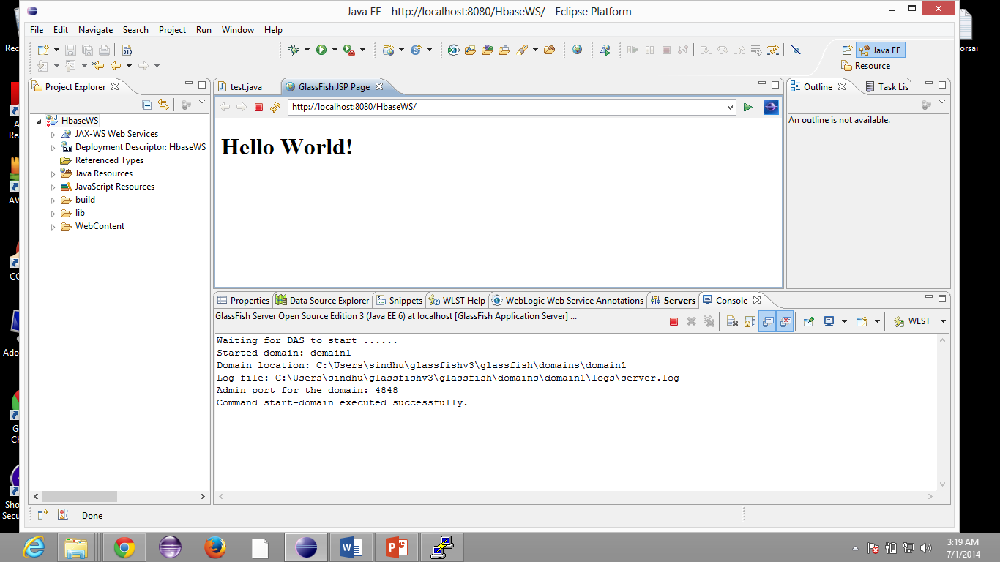 Java EE - http://localhost:8080/HbaseWS/ - Eclipse Platform
File Edit Navigate Search Project Run Window Help
Java EE
Resource
Project Explorer
HbaseWS
JAX-WS Web Services
Deployment Descriptor: HbaseWS
3.0
Referenced Types
Java Resources
JavaScript Resources
build
lib
WebContent
test.java
GlassFish JSP Page
http://localhost:8080/HbaseWS/
Hello World!
Outline
Task Lis
An outline is not available.
Properties
Data Source Explorer
Snippets
WLST Help
WebLogic Web Service Annotations
Servers
Console
GlassFish Server Open Source Edition 3 (Java EE 6) at localhost [GlassFish Application Server] ...
WLST
Waiting for DAS to start ......
Started domain: domain1
Domain location: C:\Users\sindhu\glassfishv3\glassfish\domains\domain1
Log file: C:\Users\sindhu\glassfishv3\glassfish\domains\domain1\logs\server.log
Admin port for the domain: 4848
Command start-domain executed successfully.
Done
Rec
A
Re
AV
CC
Ado
G
Ch
Sho
Secu
orsai
3:19 AM
7/1/2014